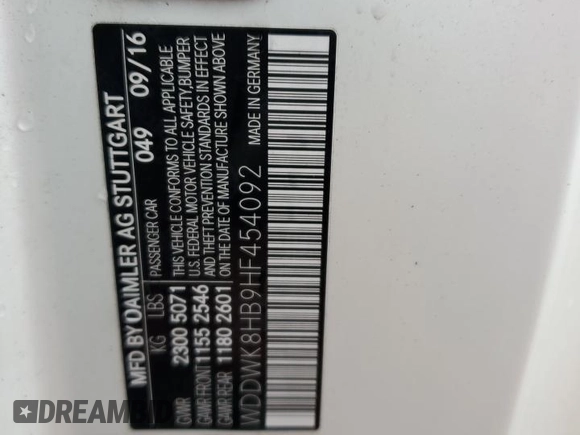 MFD BY DAIMLER AG STUTTGART
049 09/16
PASSENGER CAR
KG LBS
GVWR 2300 5071
GAWR-FRONT 1155 2546
GAWR-REAR 1180 2601
THIS VEHICLE CONFORMS TO ALL APPLICABLE
U.S. FEDERAL MOTOR VEHICLE SAFETY,BUMPER
AND THEFT PREVENTION STANDARDS IN EFFECT
ON THE DATE OF MANUFACTURE SHOWN ABOVE
WDDWK8HB9HF454092
MADE IN GERMANY